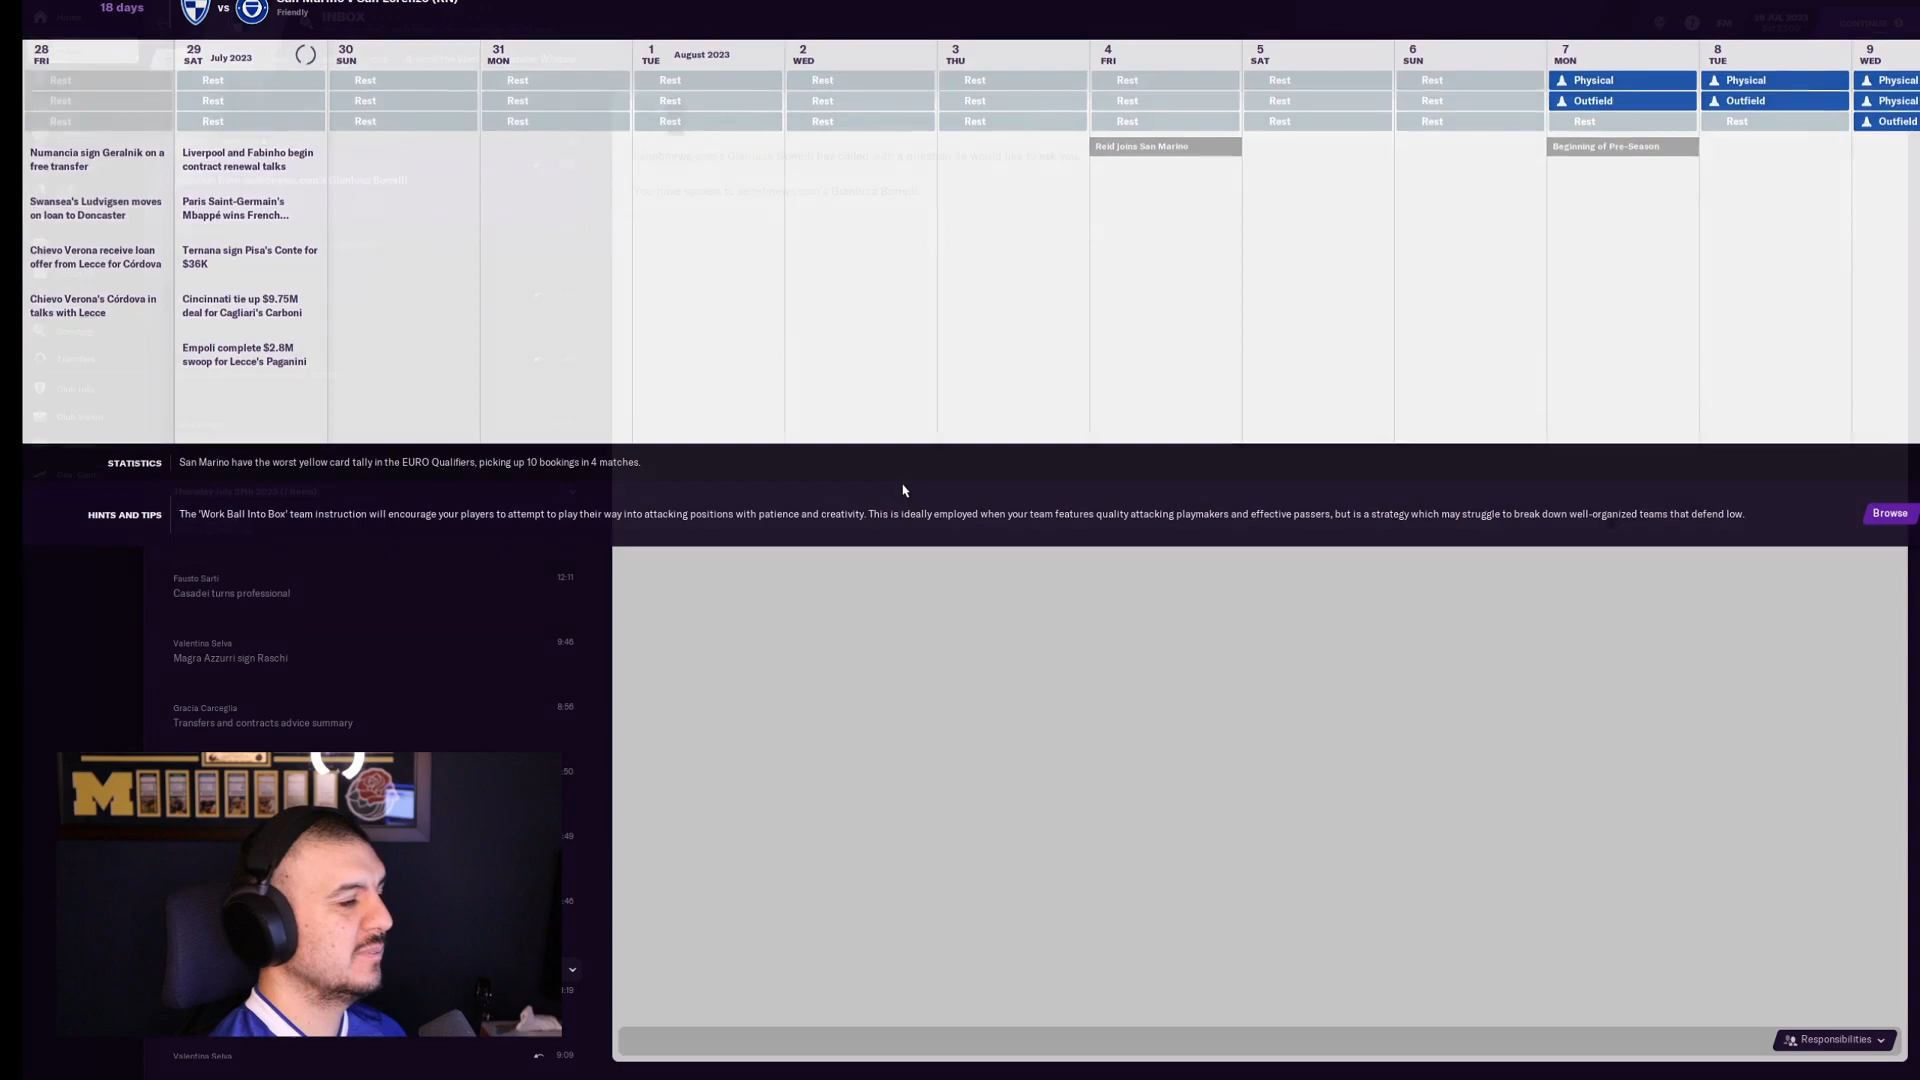 18 days
vs
Friendly
INBOX
28 JUL 2023
CONTINUE
28
FRI
29
SAT July 2023
30
SUN
31
MON
1
TUE August 2023
2
WED
3
THU
4
FRI
5
SAT
6
SUN
7
MON
8
TUE
9
WED
Rest Rest Rest Rest Rest Rest Rest Rest Rest Rest Physical Physical Physical
Rest Rest Rest Rest Rest Rest Rest Rest Rest Rest Outfield Outfield Physical
Rest Rest Rest Rest Rest Rest Rest Rest Rest Rest Rest Rest Outfield
Reid joins San Marino
Beginning of Pre-Season
Numancia sign Geralnik on a
free transfer
Swansea's Ludvigsen moves
on loan to Doncaster
Chievo Verona receive loan
offer from Lecce for Córdova
Chievo Verona's Córdova in
talks with Lecce
Liverpool and Fabinho begin
contract renewal talks
Paris Saint-Germain's
Mbappé wins French...
Ternana sign Pisa's Conte for
$36K
Cincinnati tie up $9.75M
deal for Cagliari's Carboni
Empoli complete $2.8M
swoop for Lecce's Paganini
STATISTICS
San Marino have the worst yellow card tally in the EURO Qualifiers, picking up 10 bookings in 4 matches.
HINTS AND TIPS
The 'Work Ball Into Box' team instruction will encourage your players to attempt to play their way into attacking positions with patience and creativity. This is ideally employed when your team features quality attacking playmakers and effective passers, but is a strategy which may struggle to break down well-organized teams that defend low.
Browse
Fausto Sarti 12:11
Casadei turns professional
Valentina Selva 9:46
Magra Azzurri sign Raschi
Gracia Carceglia 8:56
Transfers and contracts advice summary
:50
:49
:46
M
Valentina Selva 9:09
Responsibilities